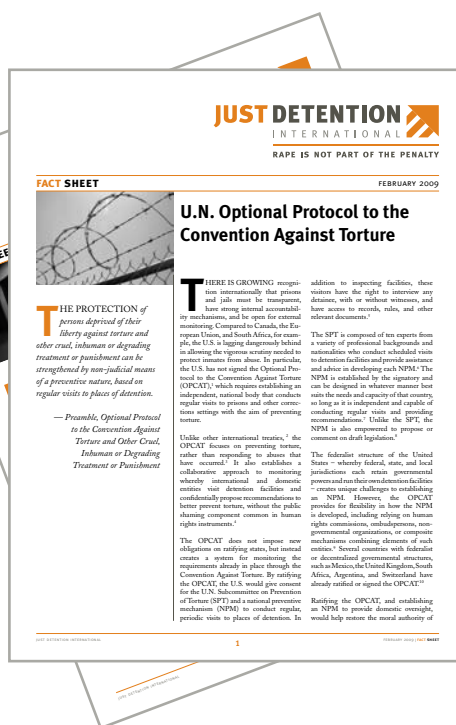 JUST DETENTION
INTERNATIONAL
RAPE IS NOT PART OF THE PENALTY
FACT SHEET
FEBRUARY 2009
U.N. Optional Protocol to the
Convention Against Torture
THE PROTECTION of
persons deprived of their
liberty against torture and
other cruel, inhuman or degrading
treatment or punishment can be
strengthened by non-judicial means
of a preventive nature, based on
regular visits to places of detention.
— Preamble, Optional Protocol
to the Convention Against
Torture and Other Cruel,
Inhuman or Degrading
Treatment or Punishment
THERE IS GROWING recogni-
tion internationally that prisons
and jails must be transparent,
have strong internal accountabil-
ity mechanisms, and be open for external
monitoring. Compared to Canada, the Eu-
ropean Union, and South Africa, for exam-
ple, the U.S. is lagging dangerously behind
in allowing the vigorous scrutiny needed to
protect inmates from abuse. In particular,
the U.S. has not signed the Optional Pro-
tocol to the Convention Against Torture
(OPCAT),¹ which requires establishing an
independent, national body that conducts
regular visits to prisons and other correc-
tions settings with the aim of preventing
torture.
Unlike other international treaties, ² the
OPCAT focuses on preventing torture,
rather than responding to abuses that
have occurred.³ It also establishes a
collaborative approach to monitoring
whereby international and domestic
entities visit detention facilities and
confidentially propose recommendations to
better prevent torture, without the public
shaming component common in human
rights instruments.⁴
The OPCAT does not impose new
obligations on ratifying states, but instead
creates a system for monitoring the
requirements already in place through the
Convention Against Torture. By ratifying
the OPCAT, the U.S. would give consent
for the U.N. Subcommittee on Prevention
of Torture (SPT) and a national preventive
mechanism (NPM) to conduct regular,
periodic visits to places of detention. In
addition to inspecting facilities, these
visitors have the right to interview any
detainee, with or without witnesses, and
have access to records, rules, and other
relevant documents.⁵
The SPT is composed of ten experts from
a variety of professional backgrounds and
nationalities who conduct scheduled visits
to detention facilities and provide assistance
and advice in developing each NPM.⁶ The
NPM is established by the signatory and
can be designed in whatever manner best
suits the needs and capacity of that country,
so long as it is independent and capable of
conducting regular visits and providing
recommendations.⁷ Unlike the SPT, the
NPM is also empowered to propose or
comment on draft legislation.⁸
The federalist structure of the United
States – whereby federal, state, and local
jurisdictions each retain governmental
powers and run their own detention facilities
– creates unique challenges to establishing
an NPM. However, the OPCAT
provides for flexibility in how the NPM
is developed, including relying on human
rights commissions, ombudspersons, non-
governmental organizations, or composite
mechanisms combining elements of such
entities.⁹ Several countries with federalist
or decentralized governmental structures,
such as Mexico, the United Kingdom, South
Africa, Argentina, and Switzerland have
already ratified or signed the OPCAT.¹⁰
Ratifying the OPCAT, and establishing
an NPM to provide domestic oversight,
would help restore the moral authority of
JUST DETENTION INTERNATIONAL
1
FEBRUARY 2009 | FACT SHEET
JUST DETENTION INTERNATIONAL